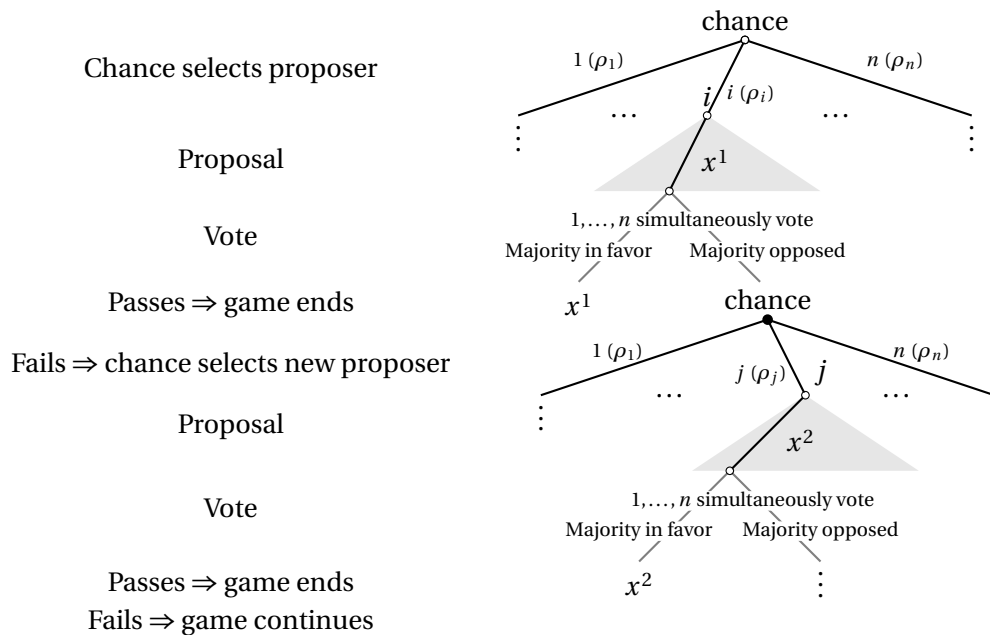 chance
1 (ρ₁)
n (ρₙ)
Chance selects proposer
i
i (ρᵢ)
⋮
...
...
⋮
Proposal
x¹
1,..., n simultaneously vote
Vote
Majority in favor
Majority opposed
Passes ⇒ game ends
x¹
chance
1 (ρ₁)
n (ρₙ)
Fails ⇒ chance selects new proposer
j (ρⱼ)
j
⋮
...
...
Proposal
x²
1,..., n simultaneously vote
Vote
Majority in favor
Majority opposed
Passes ⇒ game ends
x²
⋮
Fails ⇒ game continues